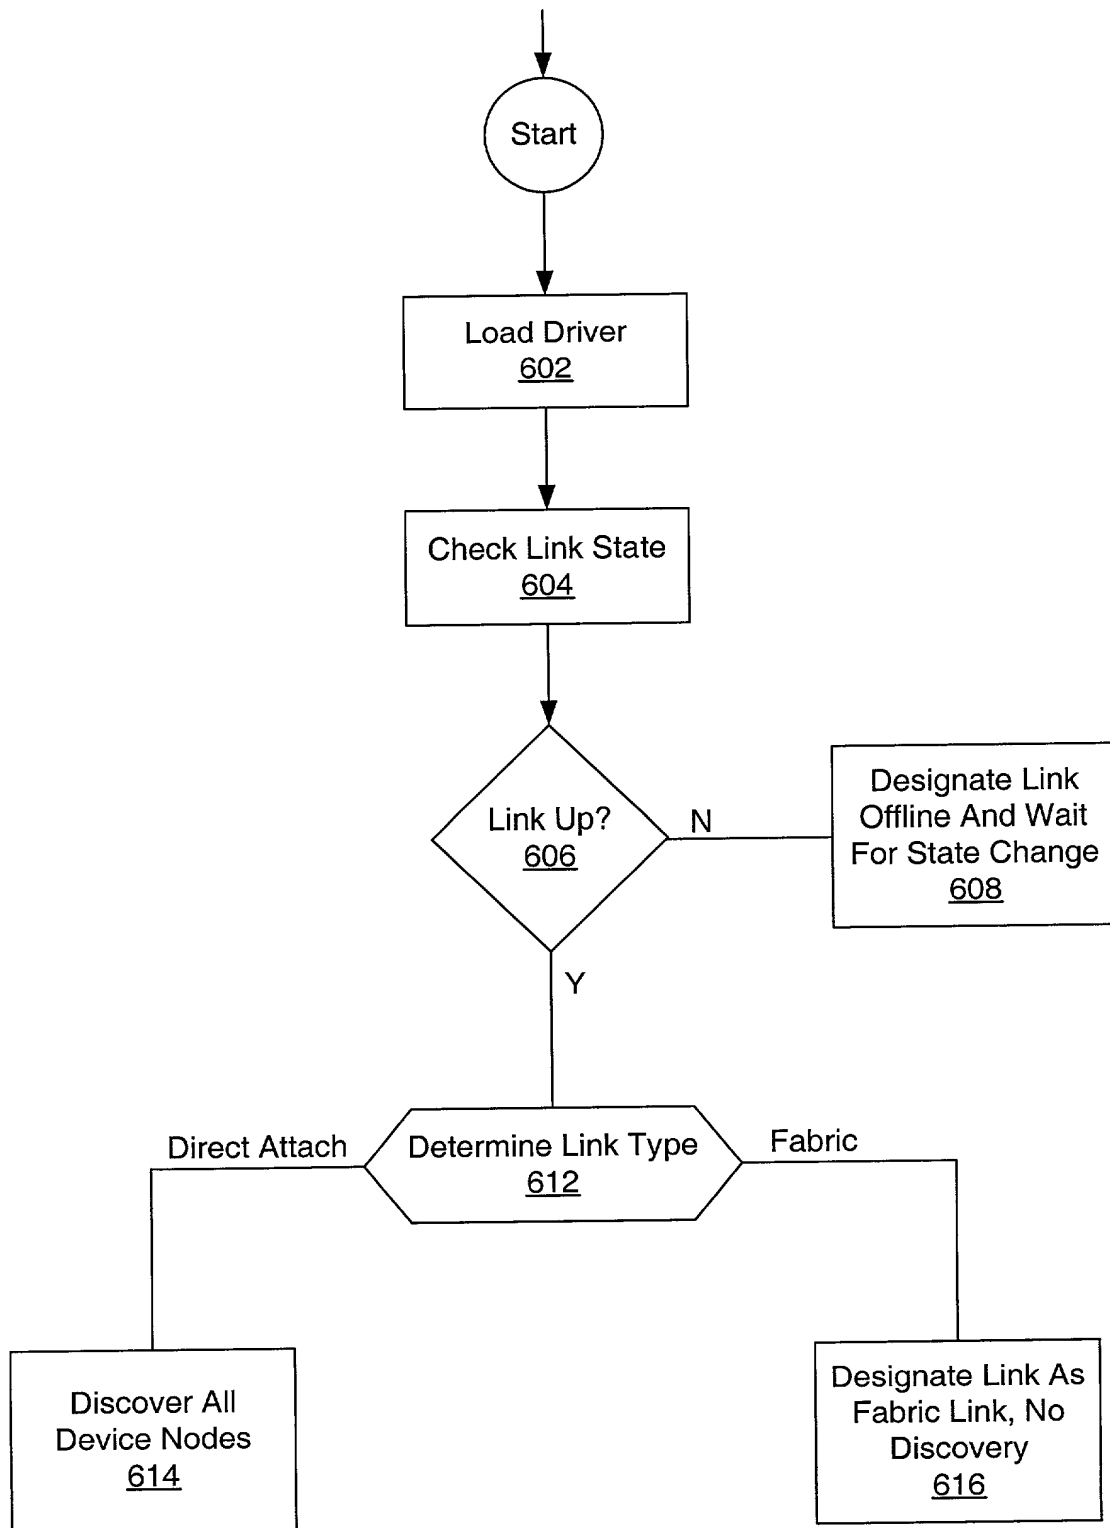 Start
Load Driver
602
Check Link State
604
Link Up?
606
N
Designate Link
Offline And Wait
For State Change
608
Y
Direct Attach
Determine Link Type
612
Fabric
Discover All
Device Nodes
614
Designate Link As
Fabric Link, No
Discovery
616